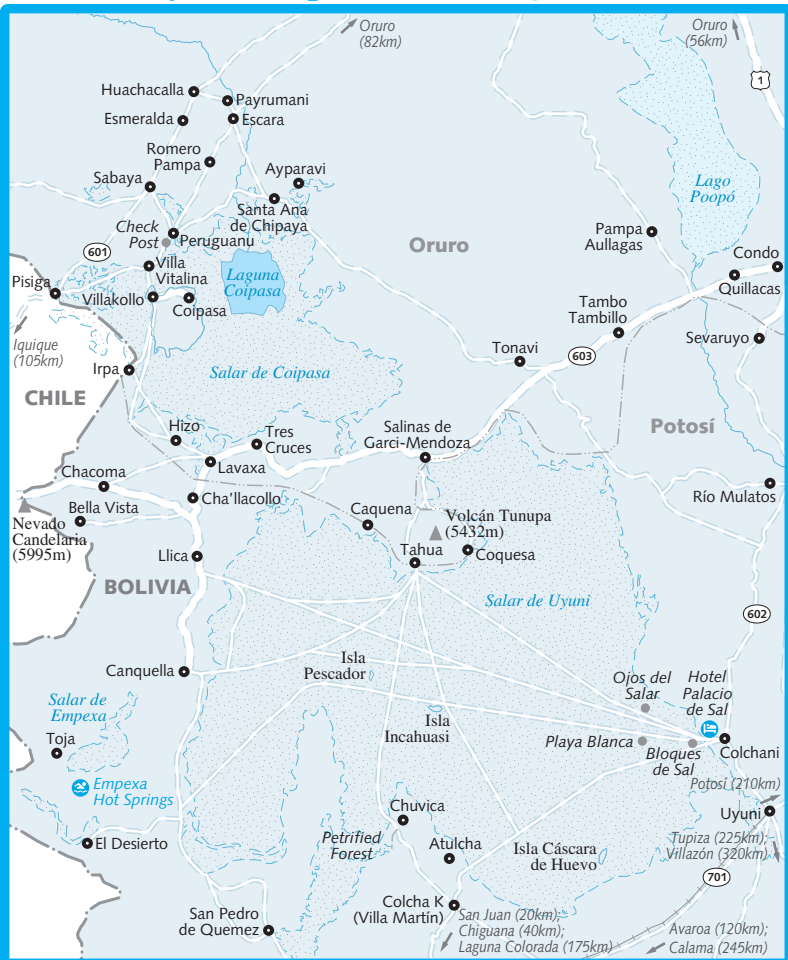 Oruro
(82km)
Oruro
(56km)
1
Huachacalla
Payrumani
Esmeralda
Escara
Romero
Pampa
Ayparavi
Sabaya
Santa Ana
de Chipaya
Lago
Poopó
Check
Post
Peruguanu
Oruro
Pampa
Aullagas
601
Condo
Villa
Vitalina
Laguna
Coipasa
Pisiga
Villakollo
Coipasa
Quillacas
Tambo
Tambillo
Iquique
(105km)
Tonavi
603
Sevaruyo
Irpa
Salar de Coipasa
CHILE
Hizo
Tres
Cruces
Salinas de
Garci-Mendoza
Potosí
Lavaxa
Chacoma
Cha'llacollo
Río Mulatos
Bella Vista
Caquena
Volcán Tunupa
(5432m)
Nevado
Candelaria
(5995m)
Llica
Tahua
Coquesa
BOLIVIA
Salar de Uyuni
602
Canquella
Isla
Pescador
Ojos del
Salar
Hotel
Palacio
de Sal
Salar de
Empexa
Isla
Incahuasi
Toja
Playa Blanca
Bloques
de Sal
Colchani
Empexa
Hot Springs
Potosí (210km)
Chuvica
Uyuni
El Desierto
Petrified
Forest
Atulcha
Isla Cáscara
de Huevo
Tupiza (225km);
Villazón (320km)
701
San Pedro
de Quemez
Colcha K
(Villa Martín)
San Juan (20km);
Chiguana (40km);
Laguna Colorada (175km)
Avaroa (120km);
Calama (245km)